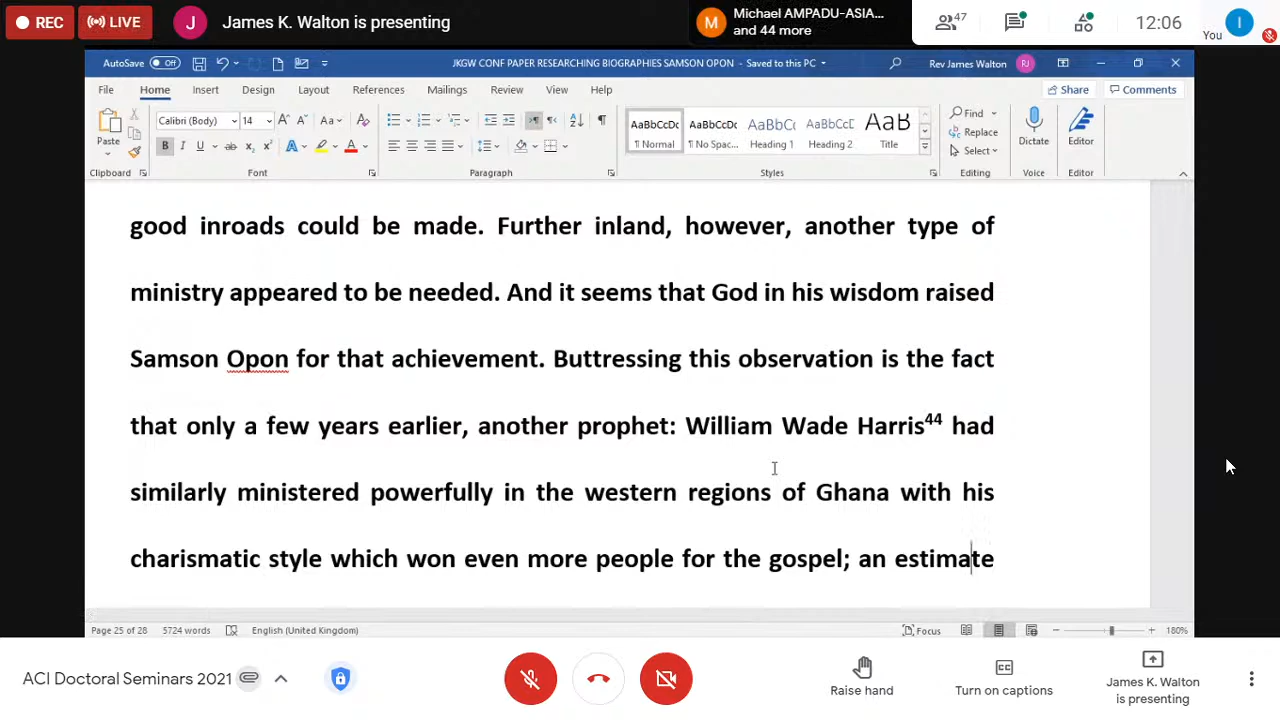 REC
LIVE
J
James K. Walton is presenting
M
Michael AMPADU-ASIA...
and 44 more
47
12:06
You
I
AutoSave
Off
JKGW CONF PAPER RESEARCHING BIOGRAPHIES SAMSON OPON - Saved to this PC
Rev James Walton
RJ
File
Home
Insert
Design
Layout
References
Mailings
Review
View
Help
Share
Comments
Paste
Calibri (Body)
14
Find
Replace
Select
Dictate
Editor
AaBbCcDc
¶ Normal
AaBbCcDc
¶ No Spac...
AaBbC(
Heading 1
AaBbCcD
Heading 2
AaB
Title
Clipboard
Font
Paragraph
Styles
Editing
Voice
Editor
good inroads could be made. Further inland, however, another type of
ministry appeared to be needed. And it seems that God in his wisdom raised
Samson Opon for that achievement. Buttressing this observation is the fact
that only a few years earlier, another prophet: William Wade Harris44 had
similarly ministered powerfully in the western regions of Ghana with his
charismatic style which won even more people for the gospel; an estimate
Page 25 of 28
5724 words
English (United Kingdom)
Focus
180%
ACI Doctoral Seminars 2021
Raise hand
Turn on captions
James K. Walton
is presenting